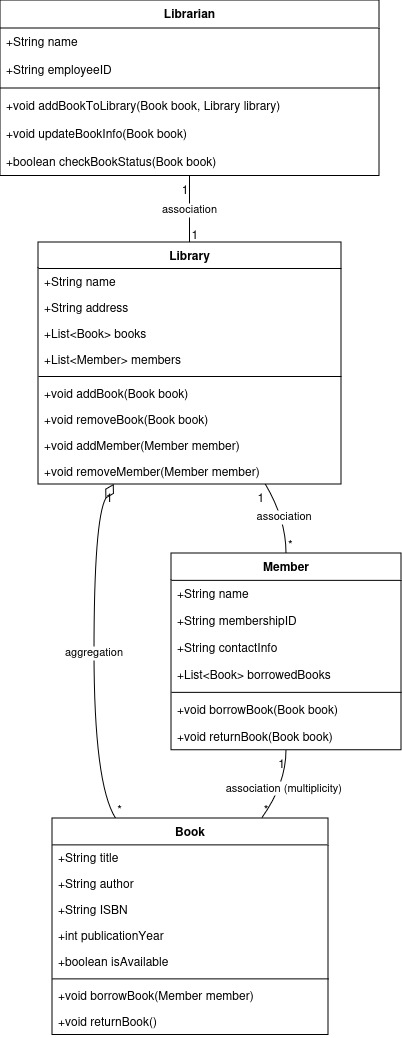 Librarian
+String name
+String employeeID
+void addBookToLibrary(Book book, Library library)
+void updateBookInfo(Book book)
+boolean checkBookStatus(Book book)
1
association
1
Library
+String name
+String address
+List<Book> books
+List<Member> members
+void addBook(Book book)
+void removeBook(Book book)
+void addMember(Member member)
+void removeMember(Member member)
1
1
association
*
Member
+String name
+String membershipID
+String contactInfo
+List<Book> borrowedBooks
+void borrowBook(Book book)
+void returnBook(Book book)
aggregation
1
association (multiplicity)
*
*
Book
+String title
+String author
+String ISBN
+int publicationYear
+boolean isAvailable
+void borrowBook(Member member)
+void returnBook()